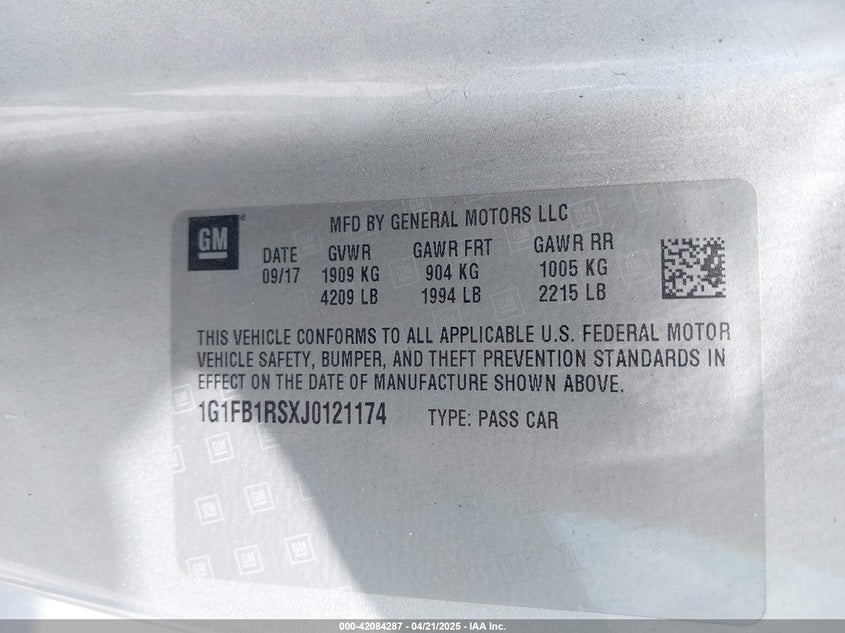 GM
MFD BY GENERAL MOTORS LLC
DATE GVWR GAWR FRT GAWR RR
09/17 1909 KG 904 KG 1005 KG
4209 LB 1994 LB 2215 LB
THIS VEHICLE CONFORMS TO ALL APPLICABLE U.S. FEDERAL MOTOR
VEHICLE SAFETY, BUMPER, AND THEFT PREVENTION STANDARDS IN
EFFECT ON THE DATE OF MANUFACTURE SHOWN ABOVE.
1G1FB1RSXJ0121174 TYPE: PASS CAR
000-42084287 - 04/21/2025 - IAA Inc.